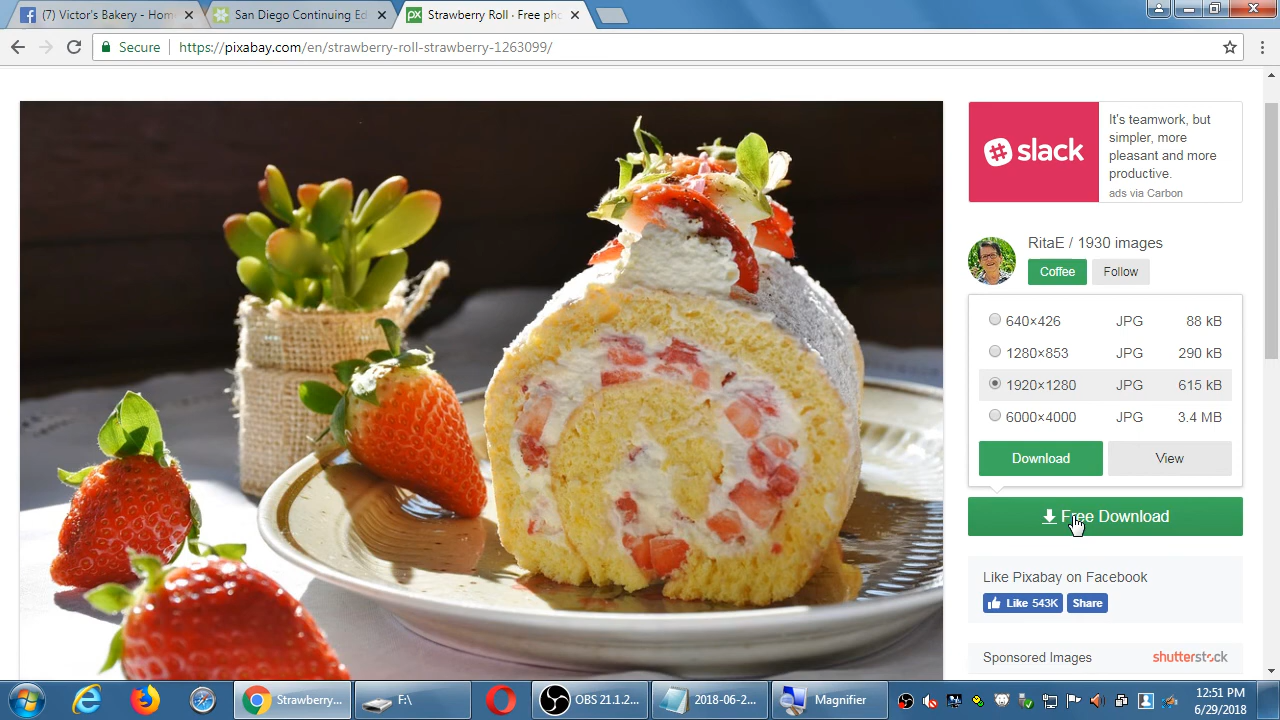 (7) Victor's Bakery - Hom
San Diego Continuing Ed
Strawberry Roll · Free pho
Secure
https://pixabay.com/en/strawberry-roll-strawberry-1263099/
slack
It's teamwork, but
simpler, more
pleasant and more
productive.
ads via Carbon
RitaE / 1930 images
Coffee
Follow
640×426 JPG 88 kB
1280×853 JPG 290 kB
1920×1280 JPG 615 kB
6000×4000 JPG 3.4 MB
Download
View
Free Download
Like Pixabay on Facebook
Like 543K
Share
Sponsored Images
shutterstock
Strawberry...
F:\
OBS 21.1.2...
2018-06-2...
Magnifier
12:51 PM
6/29/2018